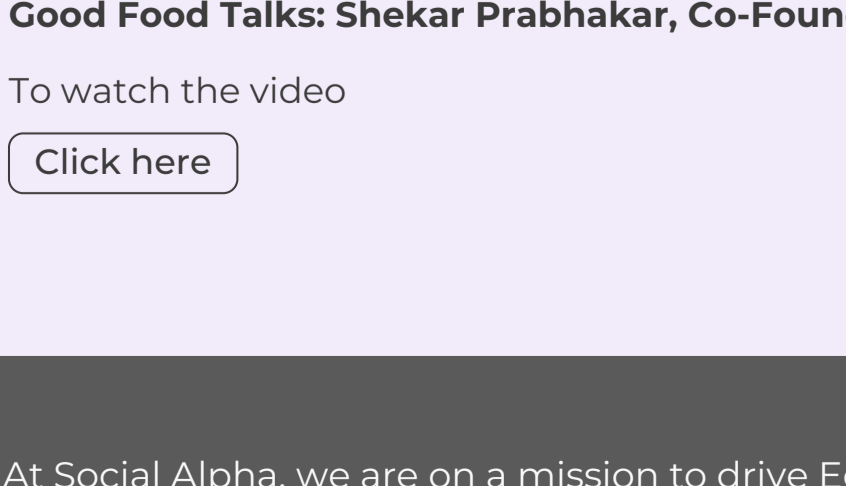 Good Food Talks: Shekar Prabhakar, Co-Foun
To watch the video
Click here
At Social Alpha, we are on a mission to drive